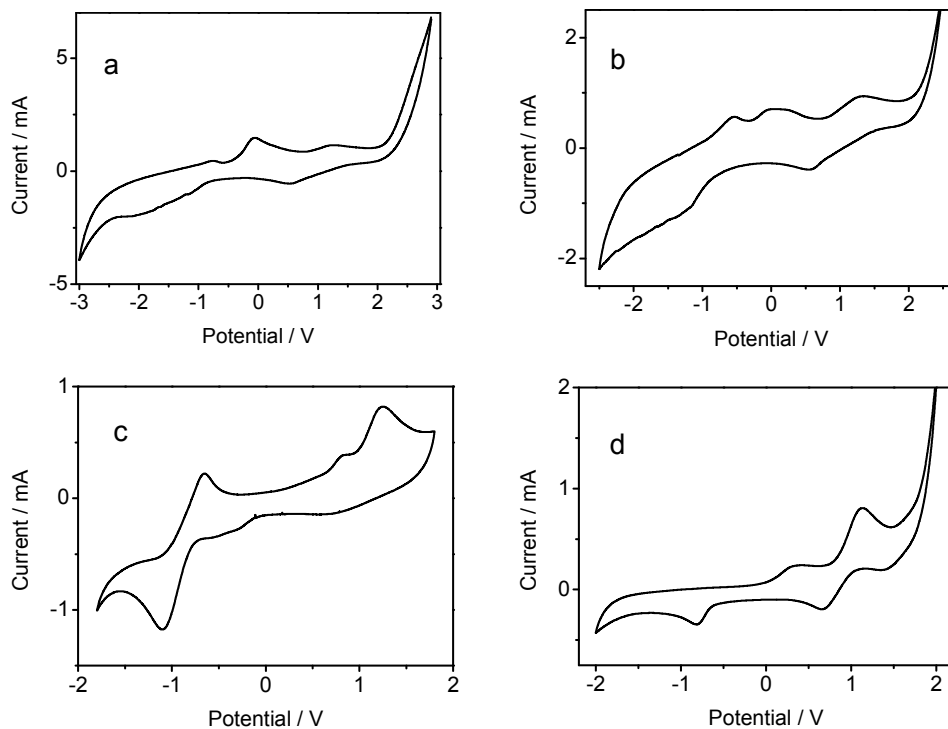 a
5
0
-5
Current / mA
-3 -2 -1 0 1 2 3
Potential / V
b
2
0
-2
Current / mA
-2 -1 0 1 2
Potential / V
c
1
0
-1
Current / mA
-2 -1 0 1 2
Potential / V
d
2
1
0
Current / mA
-2 -1 0 1 2
Potential / V